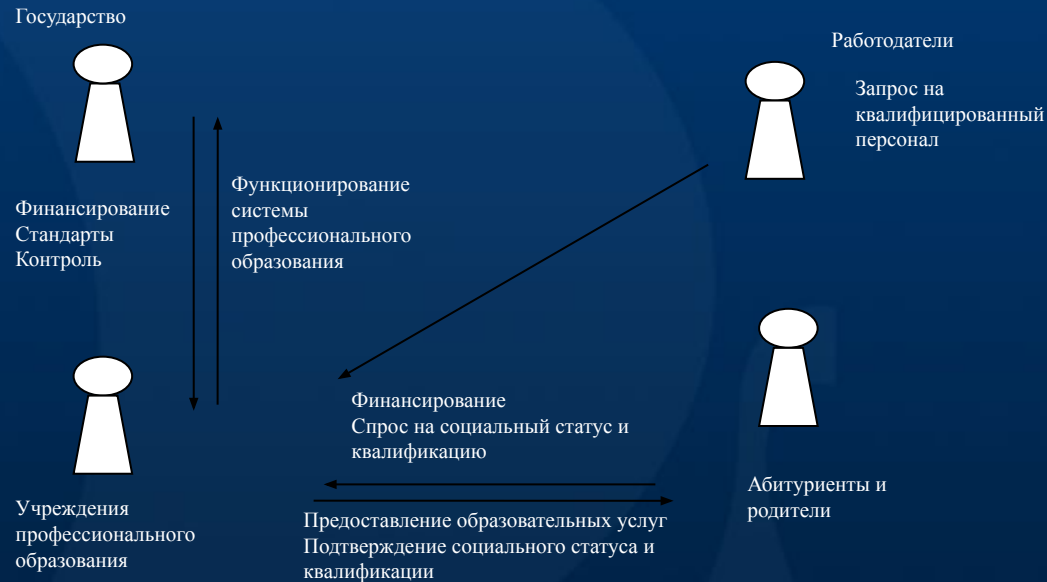 Государство
Работодатели
Запрос на
квалифицированный
персонал
Функционирование
системы
профессионального
образования
Финансирование
Стандарты
Контроль
Финансирование
Спрос на социальный статус и
квалификацию
Абитуриенты и
родители
Учреждения
профессионального
образования
Предоставление образовательных услуг
Подтверждение социального статуса и
квалификации